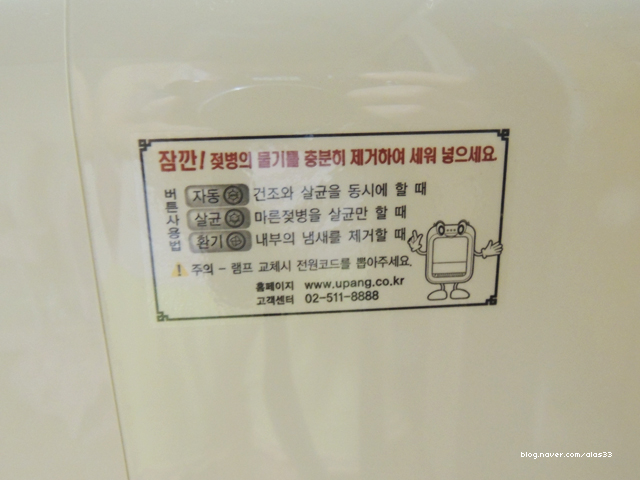 잠깐! 젖병의 물기를 충분히 제거하여 세워 넣으세요
버튼사용법
자동 건조와 살균을 동시에 할 때
살균 마른젖병을 살균만 할 때
환기 내부의 냄새를 제거할 때
주의 - 램프 교체시 전원코드를 뽑아주세요.
홈페이지 www.upang.co.kr
고객센터 02-511-8888
blog.naver.com/alas33